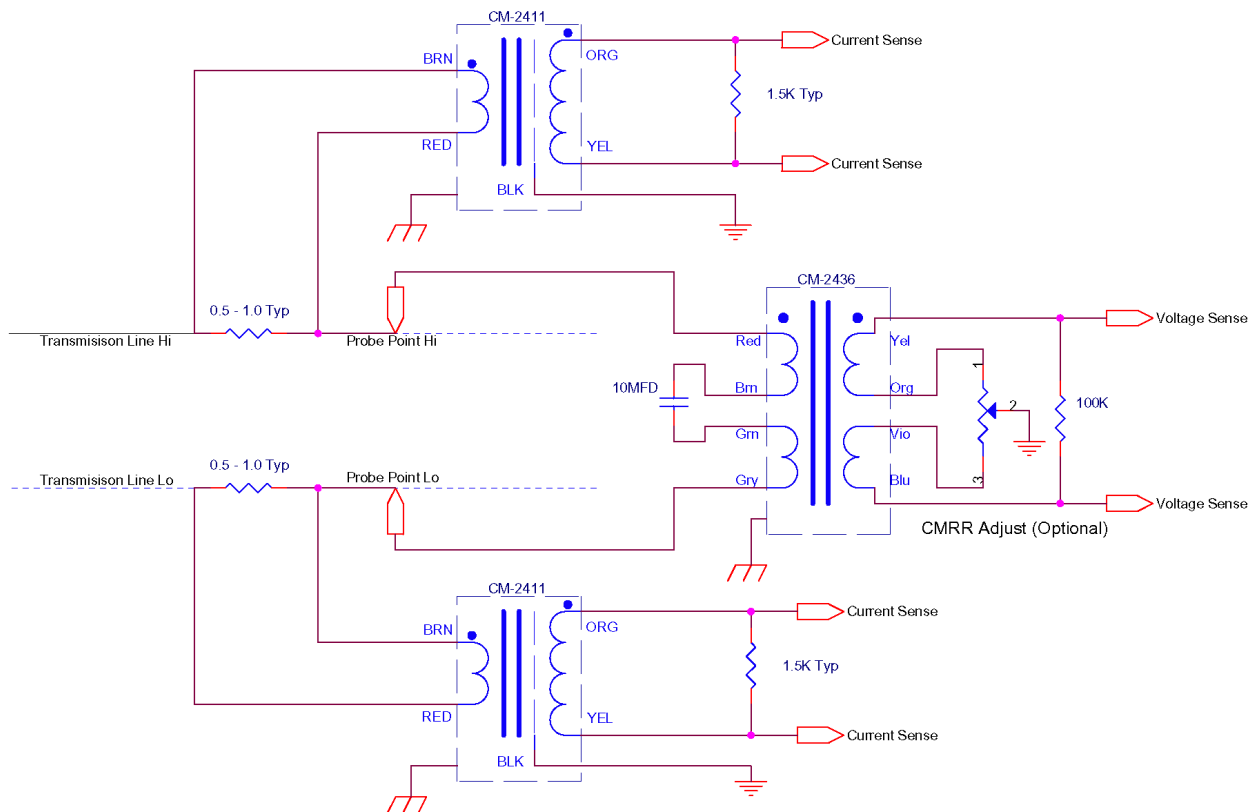 CM-2411
BRN
ORG
Current Sense
1.5K Typ
RED
YEL
Current Sense
BLK
CM-2436
0.5 - 1.0 Typ
Transmisison Line Hi
Probe Point Hi
Red
Yel
Voltage Sense
1
10MFD
Brn
Org
2
100K
Grn
Vio
0.5 - 1.0 Typ
Transmisison Line Lo
Probe Point Lo
Gry
Blu
3
Voltage Sense
CMRR Adjust (Optional)
CM-2411
BRN
ORG
Current Sense
1.5K Typ
RED
YEL
Current Sense
BLK